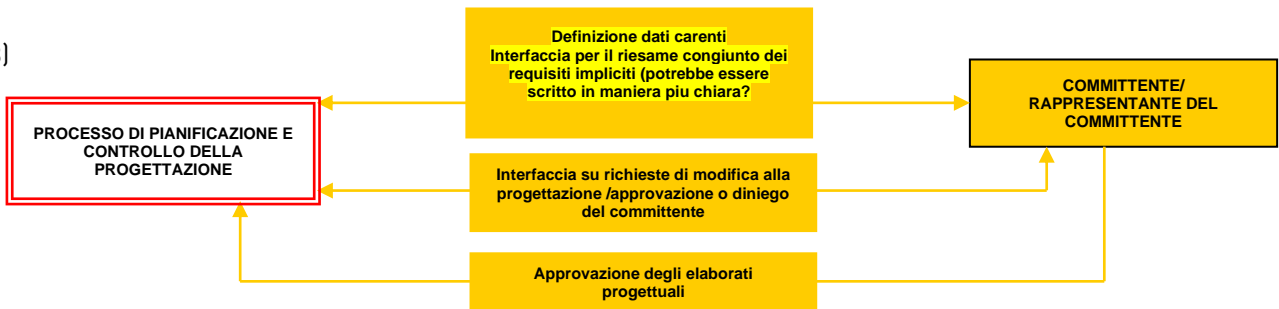 Definizione dati carenti
Interfaccia per il riesame congiunto dei
requisiti impliciti (potrebbe essere
scritto in maniera piu chiara?
PROCESSO DI PIANIFICAZIONE E
CONTROLLO DELLA
PROGETTAZIONE
COMMITTENTE/
RAPPRESENTANTE DEL
COMMITTENTE
Interfaccia su richieste di modifica alla
progettazione /approvazione o diniego
del committente
Approvazione degli elaborati
progettuali